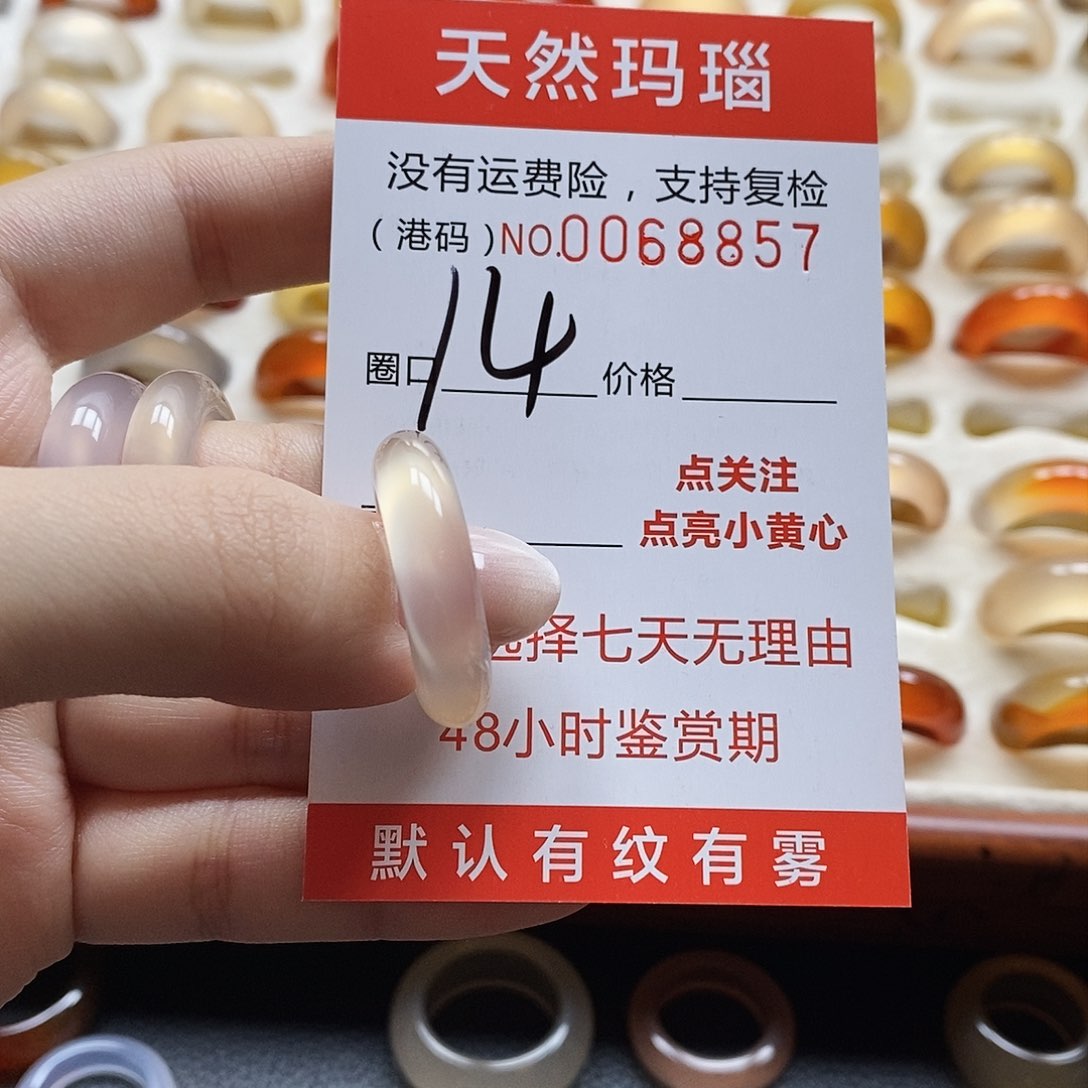 天然玛瑙
没有运费险，支持复检
（港码）NO.0068857
圈口 14 价格
点关注
点亮小黄心
选择七天无理由
48小时鉴赏期
默认有纹有雾